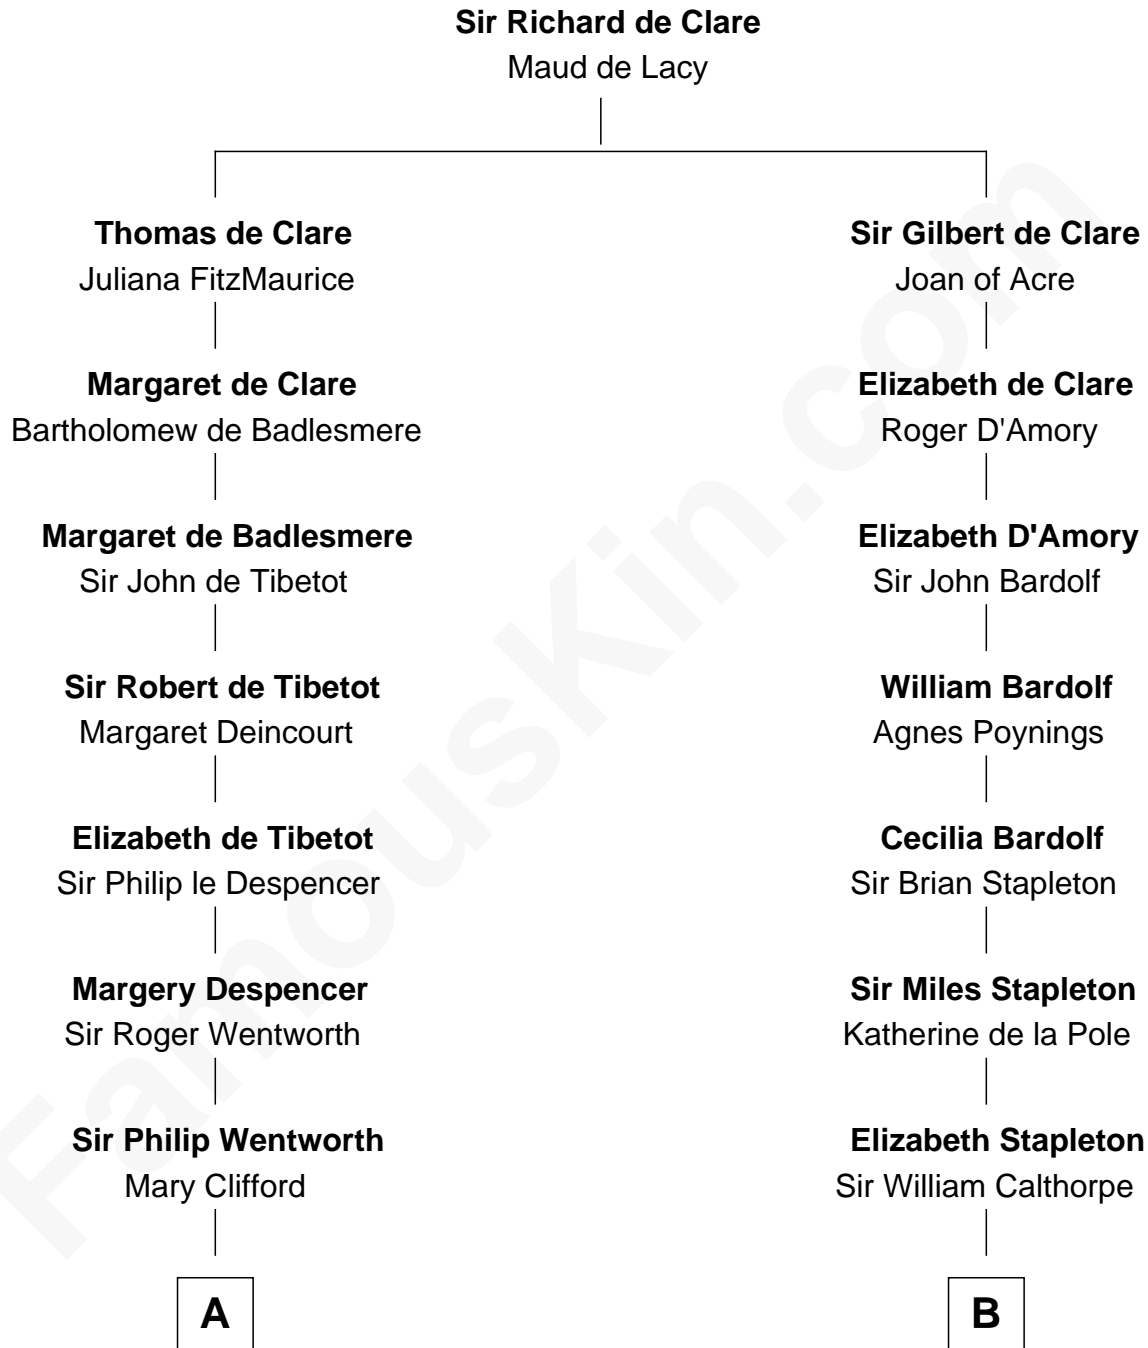 Sir Richard de Clare
Maud de Lacy
Thomas de Clare
Juliana FitzMaurice
Margaret de Clare
Bartholomew de Badlesmere
Margaret de Badlesmere
Sir John de Tibetot
Sir Robert de Tibetot
Margaret Deincourt
Elizabeth de Tibetot
Sir Philip le Despencer
Margery Despencer
Sir Roger Wentworth
Sir Philip Wentworth
Mary Clifford
A
Sir Gilbert de Clare
Joan of Acre
Elizabeth de Clare
Roger D'Amory
Elizabeth D'Amory
Sir John Bardolf
William Bardolf
Agnes Poynings
Cecilia Bardolf
Sir Brian Stapleton
Sir Miles Stapleton
Katherine de la Pole
Elizabeth Stapleton
Sir William Calthorpe
B
FamousKin.com